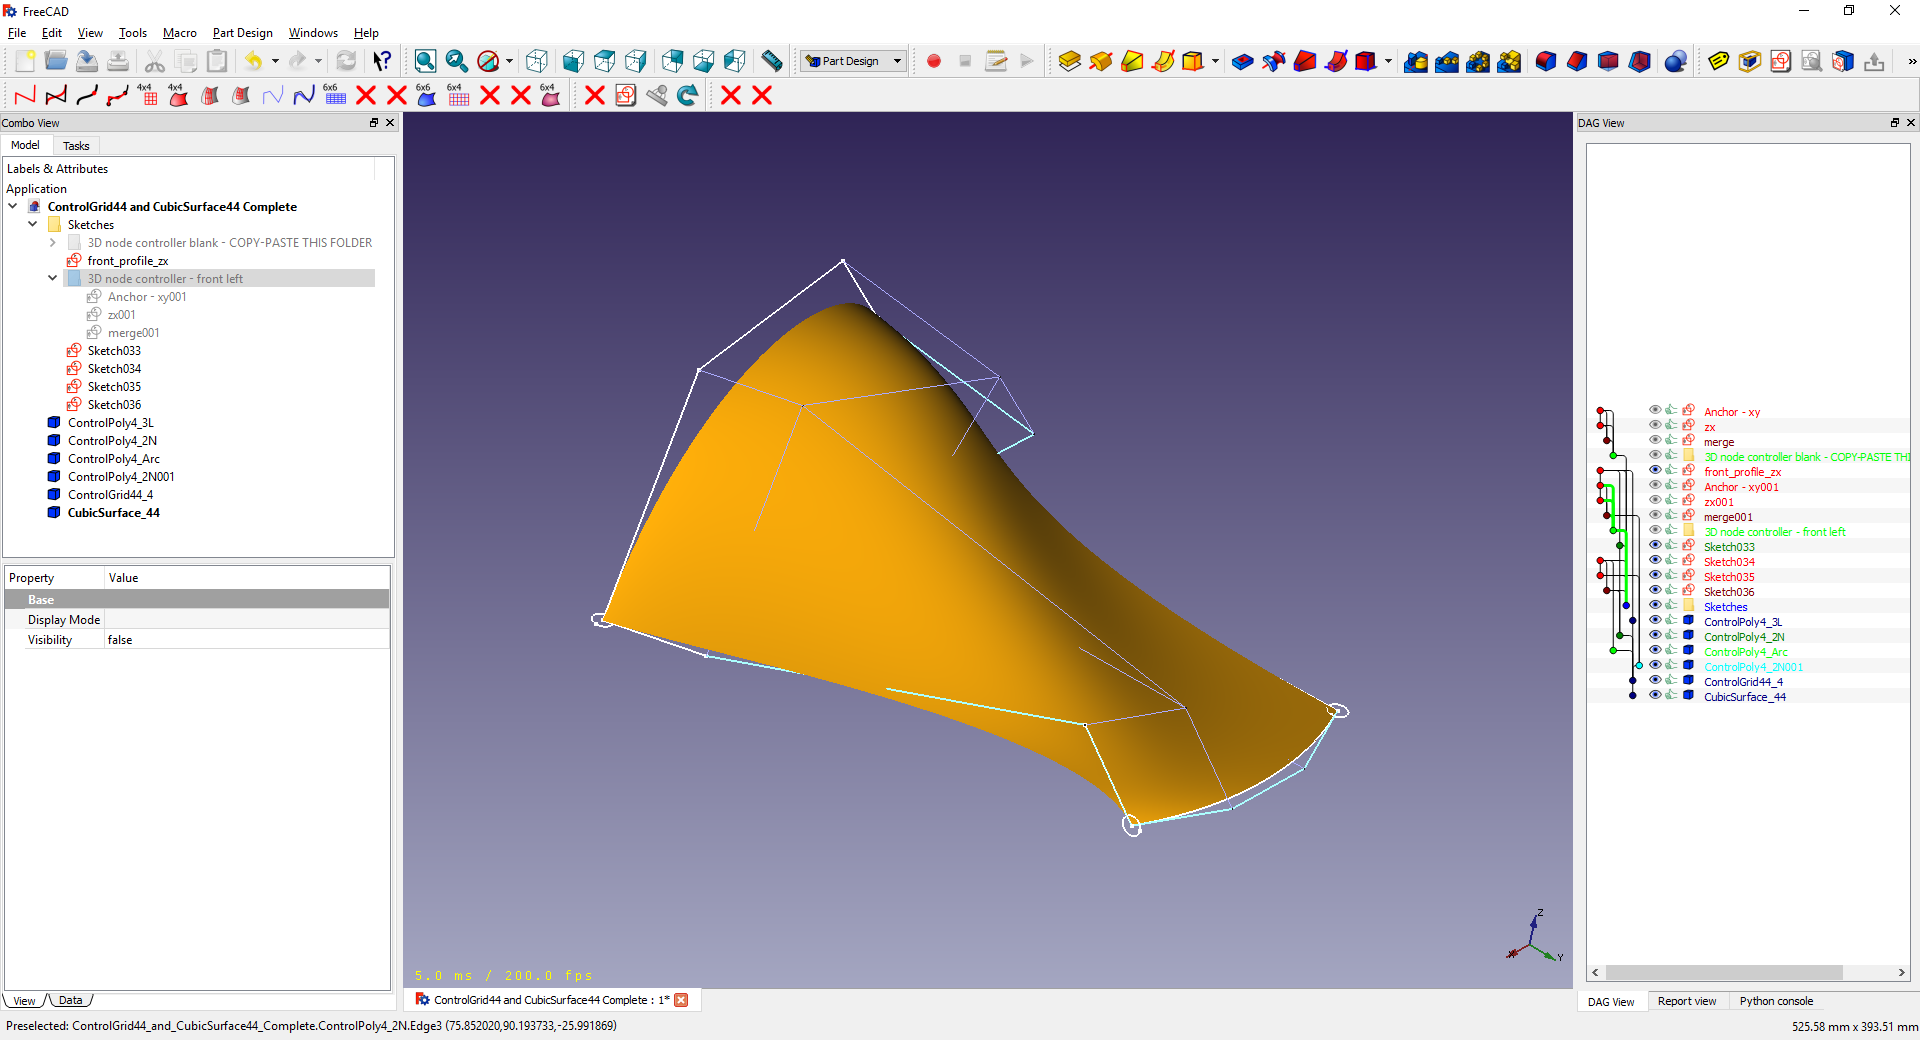 FreeCAD
File Edit View Tools Macro Part Design Windows Help
Part Design
4x4 4x4 6x6 6x6 4x4 6x4
Combo View
Model Tasks
Labels & Attributes
Application
ControlGrid44 and CubicSurface44 Complete
Sketches
3D node controller blank - COPY-PASTE THIS FOLDER
front_profile_zx
3D node controller - front left
Anchor - xy001
zx001
merge001
Sketch033
Sketch034
Sketch035
Sketch036
ControlPoly4_3L
ControlPoly4_2N
ControlPoly4_Arc
ControlPoly4_2N001
ControlGrid44_4
CubicSurface_44
Property Value
Base
Display Mode
Visibility false
View Data
5.0 ms / 200.0 fps
Z
Y
ControlGrid44 and CubicSurface44 Complete : 1*
DAG View
Anchor - xy
zx
merge
3D node controller blank - COPY-PASTE THI
front_profile_zx
Anchor - xy001
zx001
merge001
3D node controller - front left
Sketch033
Sketch034
Sketch035
Sketch036
Sketches
ControlPoly4_3L
ControlPoly4_2N
ControlPoly4_Arc
ControlPoly4_2N001
ControlGrid44_4
CubicSurface_44
DAG View Report view Python console
Preselected: ControlGrid44_and_CubicSurface44_Complete.ControlPoly4_2N.Edge3 (75.852020,90.193733,-25.991869)
525.58 mm x 393.51 mm